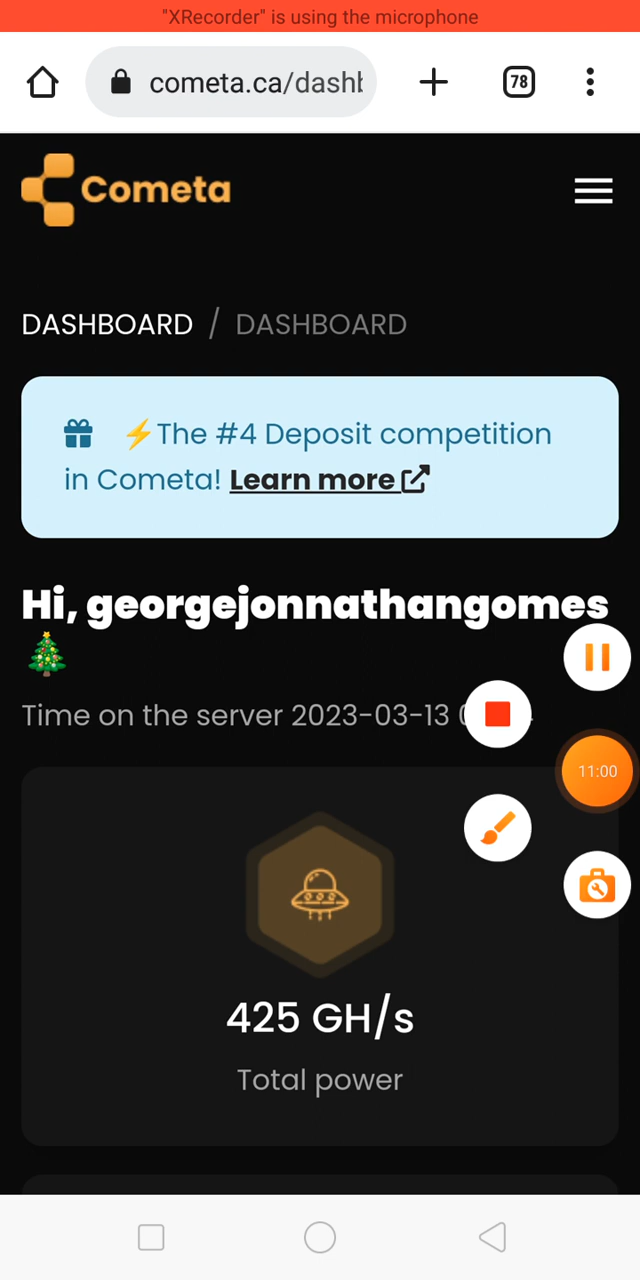 "XRecorder" is using the microphone
cometa.ca/dashb
78
Cometa
DASHBOARD / DASHBOARD
⚡The #4 Deposit competition
in Cometa! Learn more
Hi, georgejonnathangomes
🎄
Time on the server 2023-03-13
11:00
425 GH/s
Total power